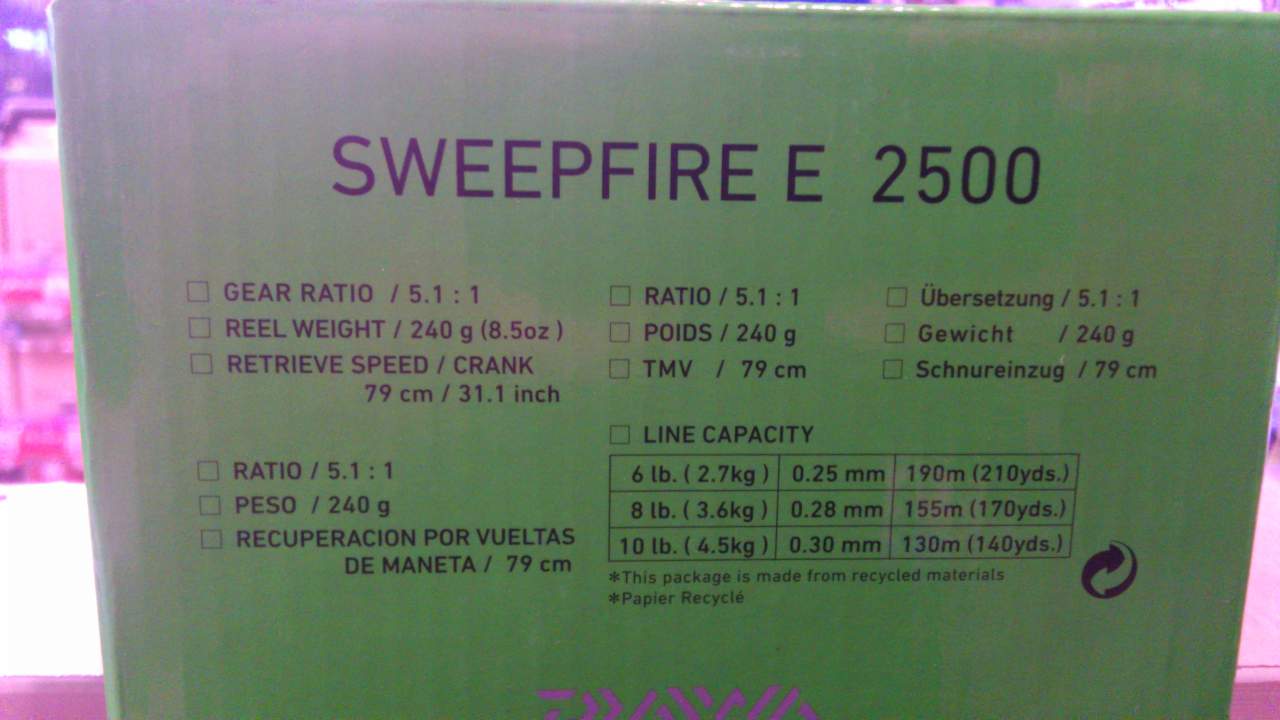 SWEEPFIRE E 2500
□ GEAR RATIO / 5.1 : 1
□ REEL WEIGHT / 240 g (8.5oz )
□ RETRIEVE SPEED / CRANK
79 cm / 31.1 inch
□ RATIO / 5.1 : 1
□ POIDS / 240 g
□ TMV / 79 cm
□ Übersetzung / 5.1 : 1
□ Gewicht / 240 g
□ Schnureinzug / 79 cm
□ RATIO / 5.1 : 1
□ PESO / 240 g
□ RECUPERACION POR VUELTAS
DE MANETA / 79 cm
□ LINE CAPACITY
6 lb. ( 2.7kg ) 0.25 mm 190m (210yds.)
8 lb. ( 3.6kg ) 0.28 mm 155m (170yds.)
10 lb. ( 4.5kg ) 0.30 mm 130m (140yds.)
*This package is made from recycled materials
*Papier Recyclé
DAIWA